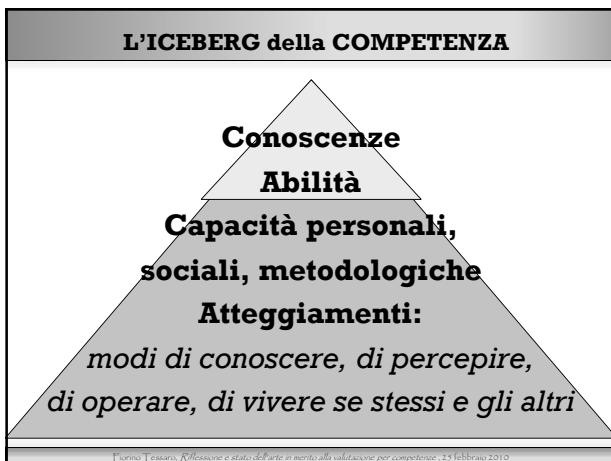 L'ICEBERG della COMPETENZA
Conoscenze
Abilità
Capacità personali,
sociali, metodologiche
Atteggiamenti:
modi di conoscere, di percepire,
di operare, di vivere se stessi e gli altri
Fiorino Tessaro, Riflessione e stato dell'arte in merito alla valutazione per competenze, 25 febbraio 2010